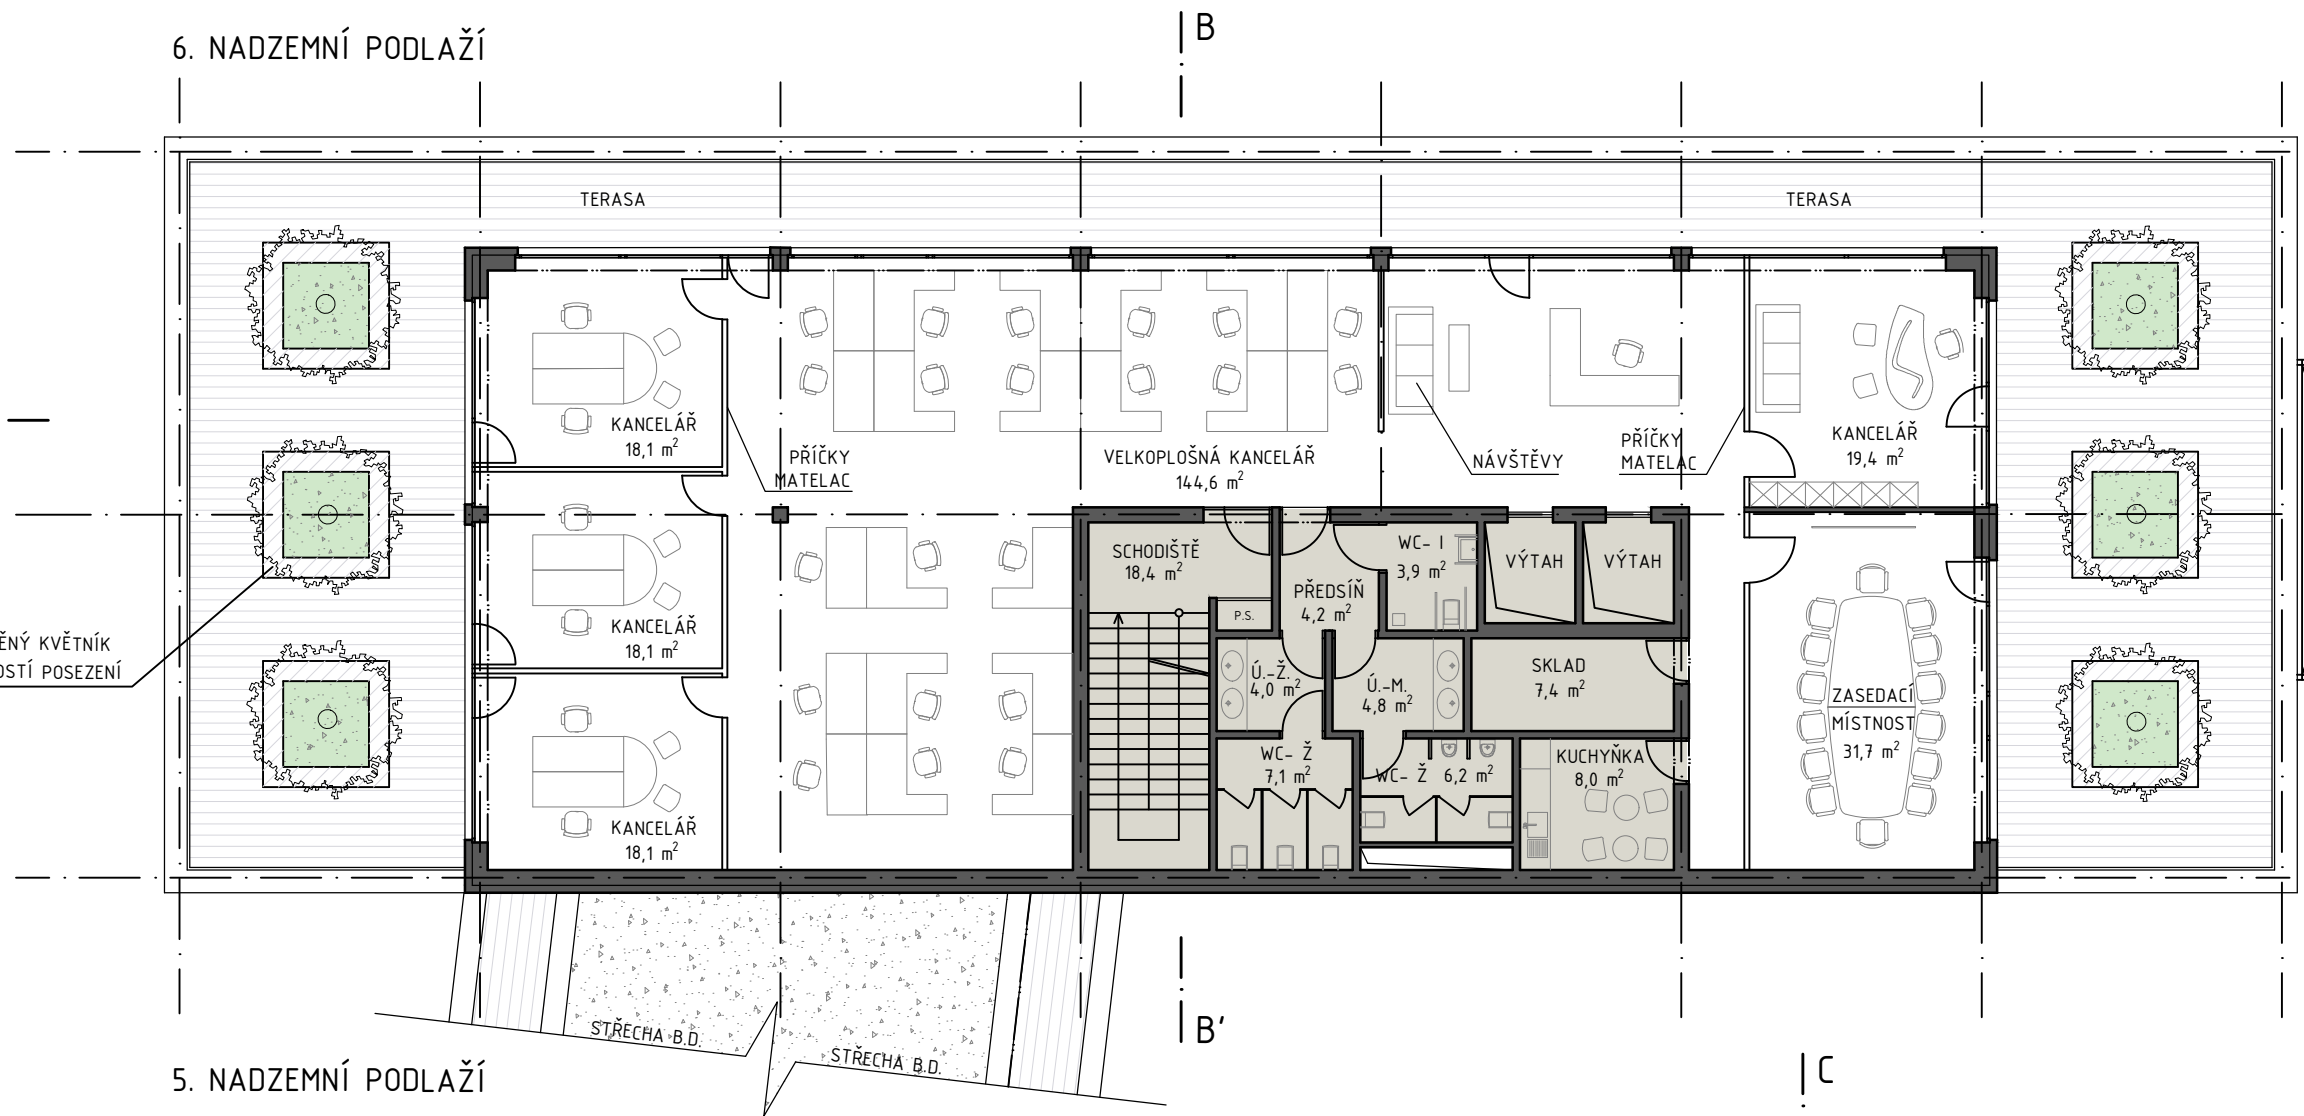 6. NADZEMNÍ PODLAŽÍ
B
TERASA
TERASA
KANCELÁŘ
18,1 m²
PŘÍČKY
MATELAC
VELKOPLOŠNÁ KANCELÁŘ
144,6 m²
NÁVŠTĚVY
PŘÍČKY
MATELAC
KANCELÁŘ
19,4 m²
SCHODIŠTĚ
18,4 m²
WC- I
3,9 m²
VÝTAH
VÝTAH
PŘEDSÍŇ
4,2 m²
P.S.
KANCELÁŘ
18,1 m²
ĚNÝ KVĚTNÍK
OSTÍ POSEZENÍ
Ú.-Ž.
4,0 m²
Ú.-M.
4,8 m²
SKLAD
7,4 m²
ZASEDACÍ
MÍSTNOST
31,7 m²
WC- Ž
7,1 m²
WC- Ž 6,2 m²
KUCHYŇKA
8,0 m²
KANCELÁŘ
18,1 m²
STŘECHA B.D.
STŘECHA B.D.
B'
5. NADZEMNÍ PODLAŽÍ
C